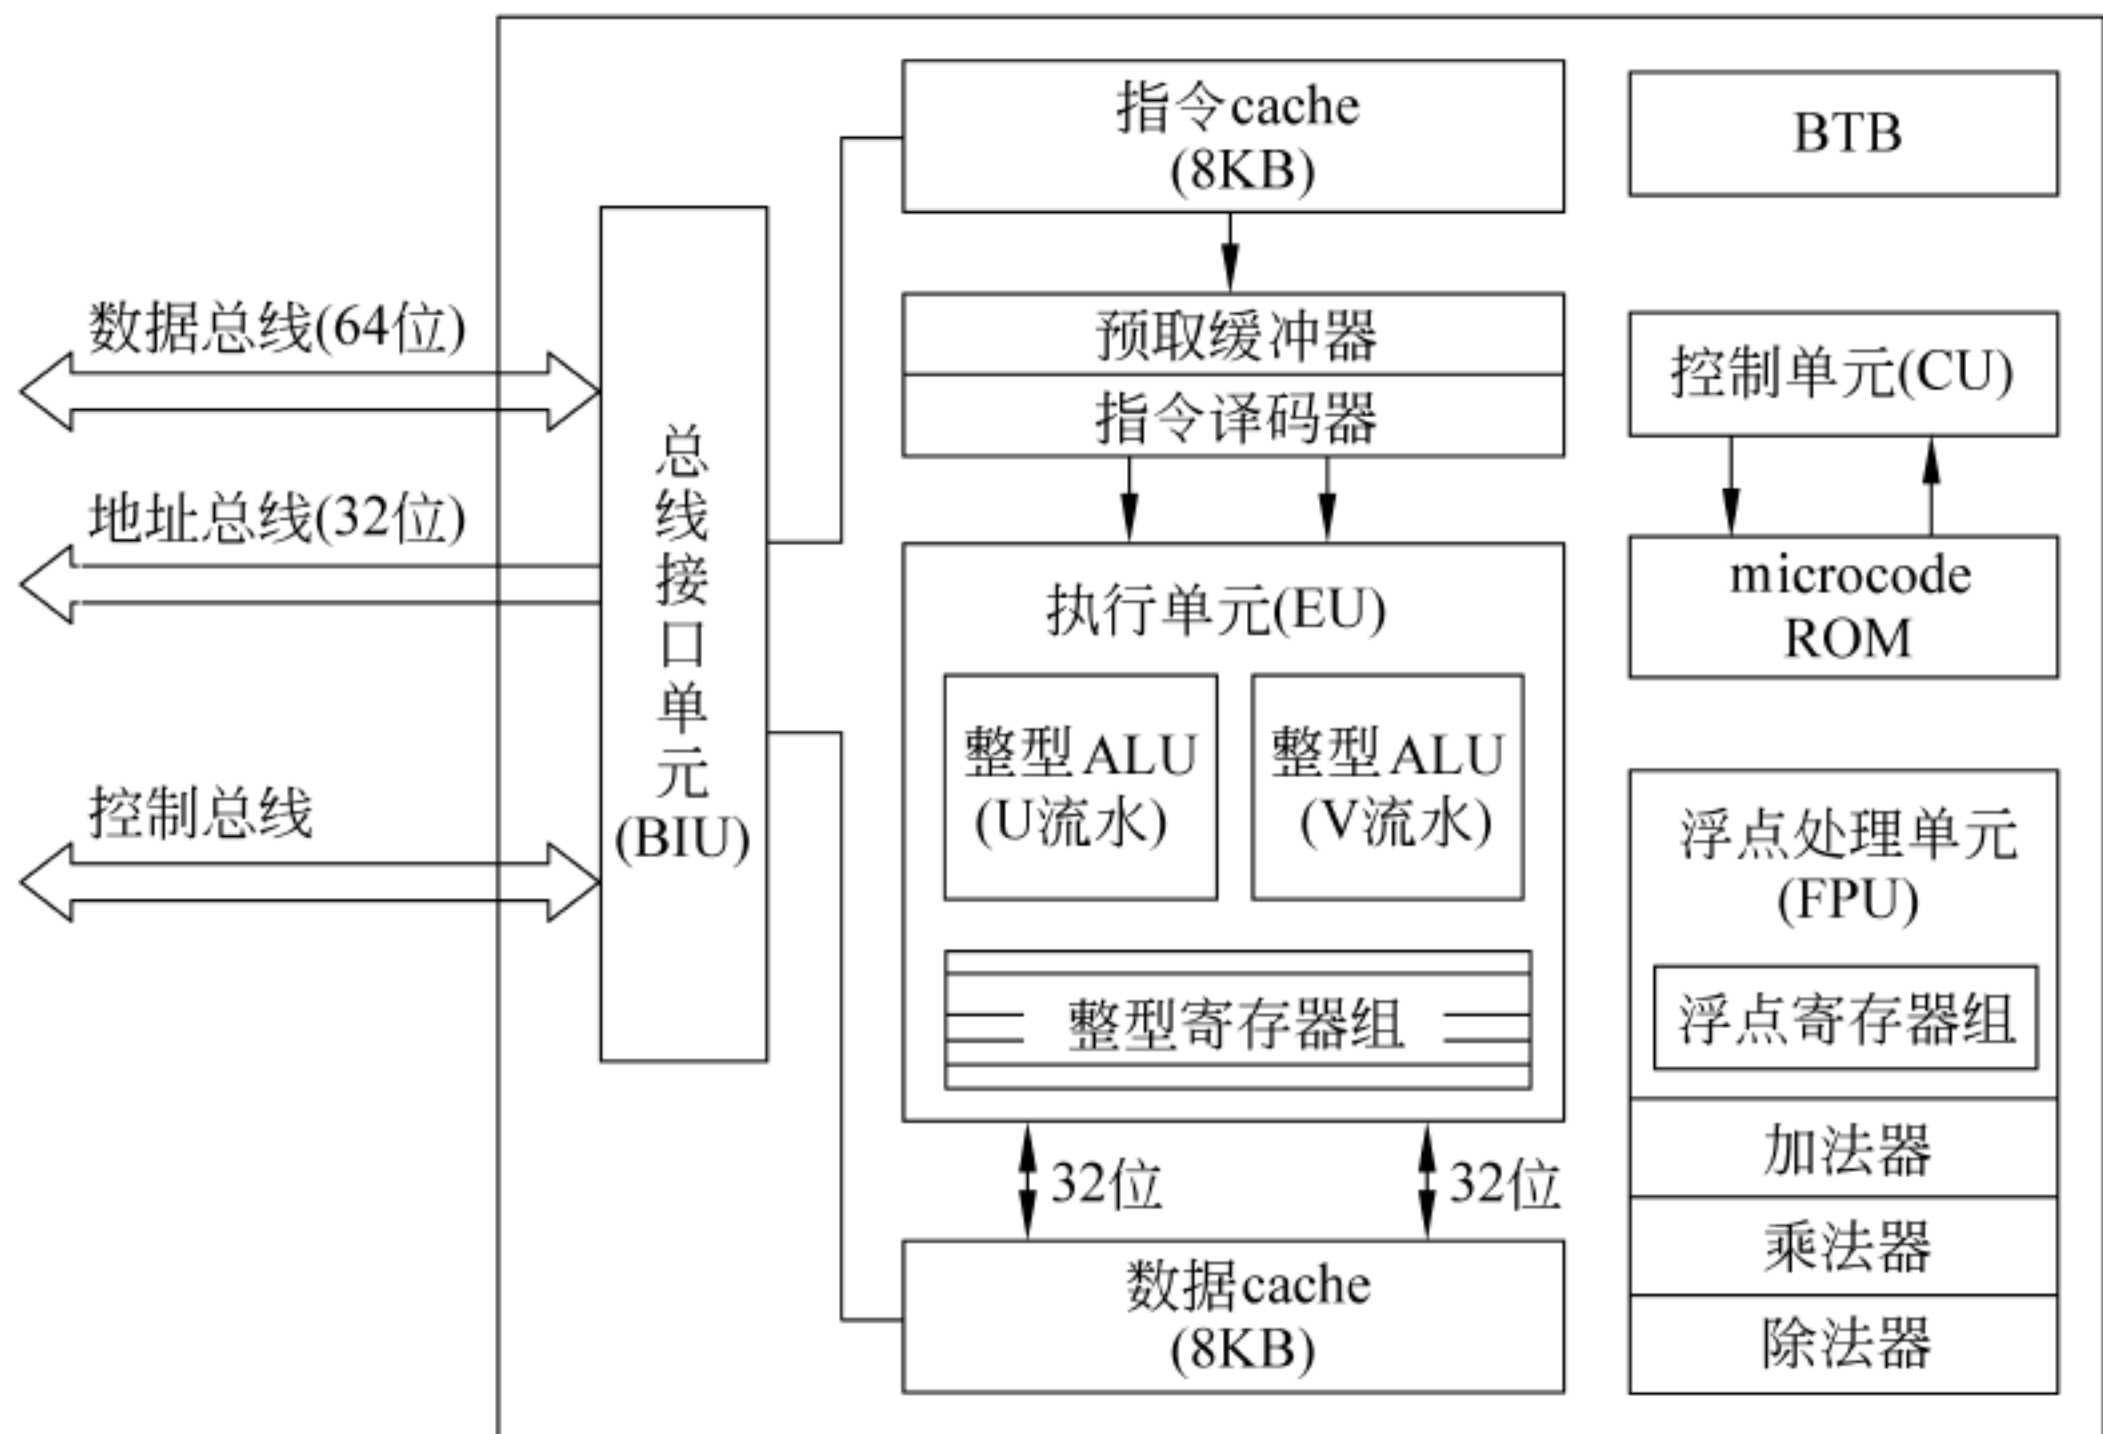 指令cache
(8KB)
BTB
数据总线(64位)
预取缓冲器
指令译码器
控制单元(CU)
地址总线(32位)
总线接口单元
(BIU)
执行单元(EU)
microcode
ROM
整型ALU
(U流水)
整型ALU
(V流水)
控制总线
浮点处理单元
(FPU)
整型寄存器组
浮点寄存器组
32位
32位
加法器
乘法器
除法器
数据cache
(8KB)